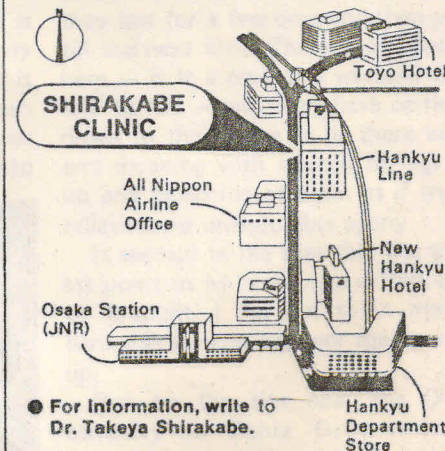 Toyo Hotel
SHIRAKABE
CLINIC
Hankyu
Line
All Nippon
Airline
Office
New
Hankyu
Hotel
Osaka Station
(JNR)
● For information, write to
Dr. Takeya Shirakabe.
Hankyu
Department
Store